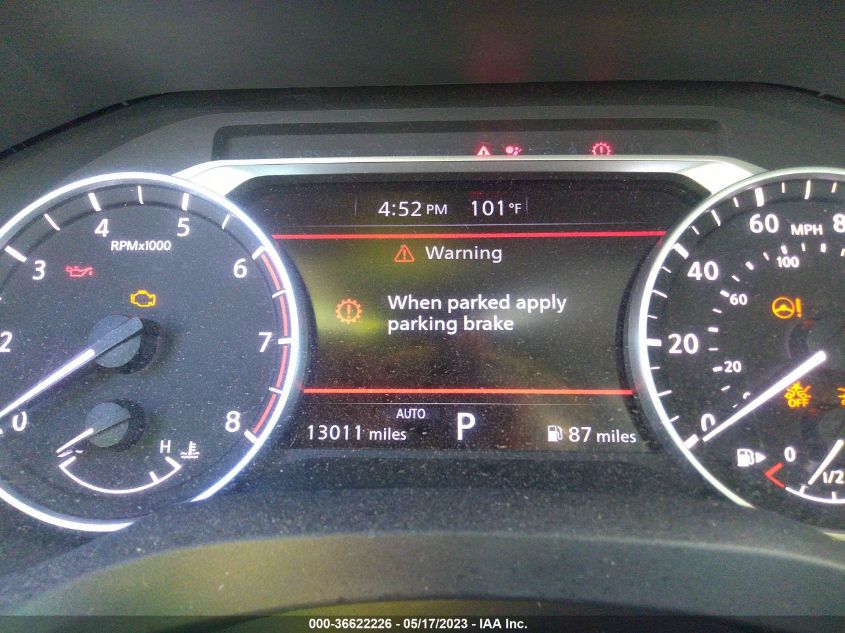 4:52 PM 101°F
Warning
When parked apply
parking brake
AUTO
13011 miles P 87 miles
2 3 4 5 6 7 8 0
RPMx1000
H
0 20 40 60
MPH
20 60 100
OFF
0 1/2
000-36622226 - 05/17/2023 - IAA Inc.